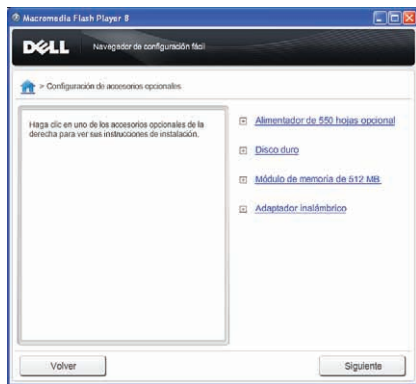 Macromedia Flash Player 8
DELL
Navegador de configuración fácil
> Configuración de accesorios opcionales
Haga clic en uno de los accesorios opcionales de la
derecha para ver sus instrucciones de instalación.
Alimentador de 550 hojas opcional
Disco duro
Módulo de memoria de 512 MB
Adaptador inalámbrico
Volver
Siguiente